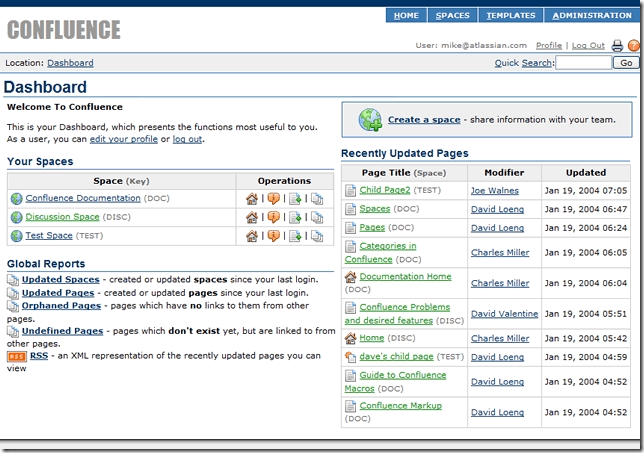 HOME SPACES TEMPLATES ADMINISTRATION
CONFLUENCE
User: mike@atlassian.com Profile | Log Out
Location: Dashboard
Quick Search: Go
Dashboard
Welcome To Confluence
This is your Dashboard, which presents the functions most useful to you.
As a user, you can edit your profile or log out.
Your Spaces
Space (Key) Operations
Confluence Documentation (DOC) | | |
Discussion Space (DISC) | | |
Test Space (TEST) | | |
Global Reports
Updated Spaces - created or updated spaces since your last login.
Updated Pages - created or updated pages since your last login.
Orphaned Pages - pages which have no links to them from other
pages.
Undefined Pages - pages which don't exist yet, but are linked to from
other pages.
RSS RSS - an XML representation of the recently updated pages you can
view
Create a space - share information with your team.
Recently Updated Pages
Page Title (Space) Modifier Updated
Child Page2 (TEST) Joe Walnes Jan 19, 2004 07:05
Spaces (DOC) David Loeng Jan 19, 2004 06:47
Pages (DOC) David Loeng Jan 19, 2004 06:24
Categories in
Confluence (DOC) Charles Miller Jan 19, 2004 06:05
Documentation Home
(DOC) Charles Miller Jan 19, 2004 06:04
Confluence Problems
and desired features (DISC) David Valentine Jan 19, 2004 05:51
Home (DISC) Charles Miller Jan 19, 2004 05:42
dave's child page (TEST) David Loeng Jan 19, 2004 04:59
Guide to Confluence
Macros (DOC) David Loeng Jan 19, 2004 04:52
Confluence Markup
(DOC) David Loeng Jan 19, 2004 04:52